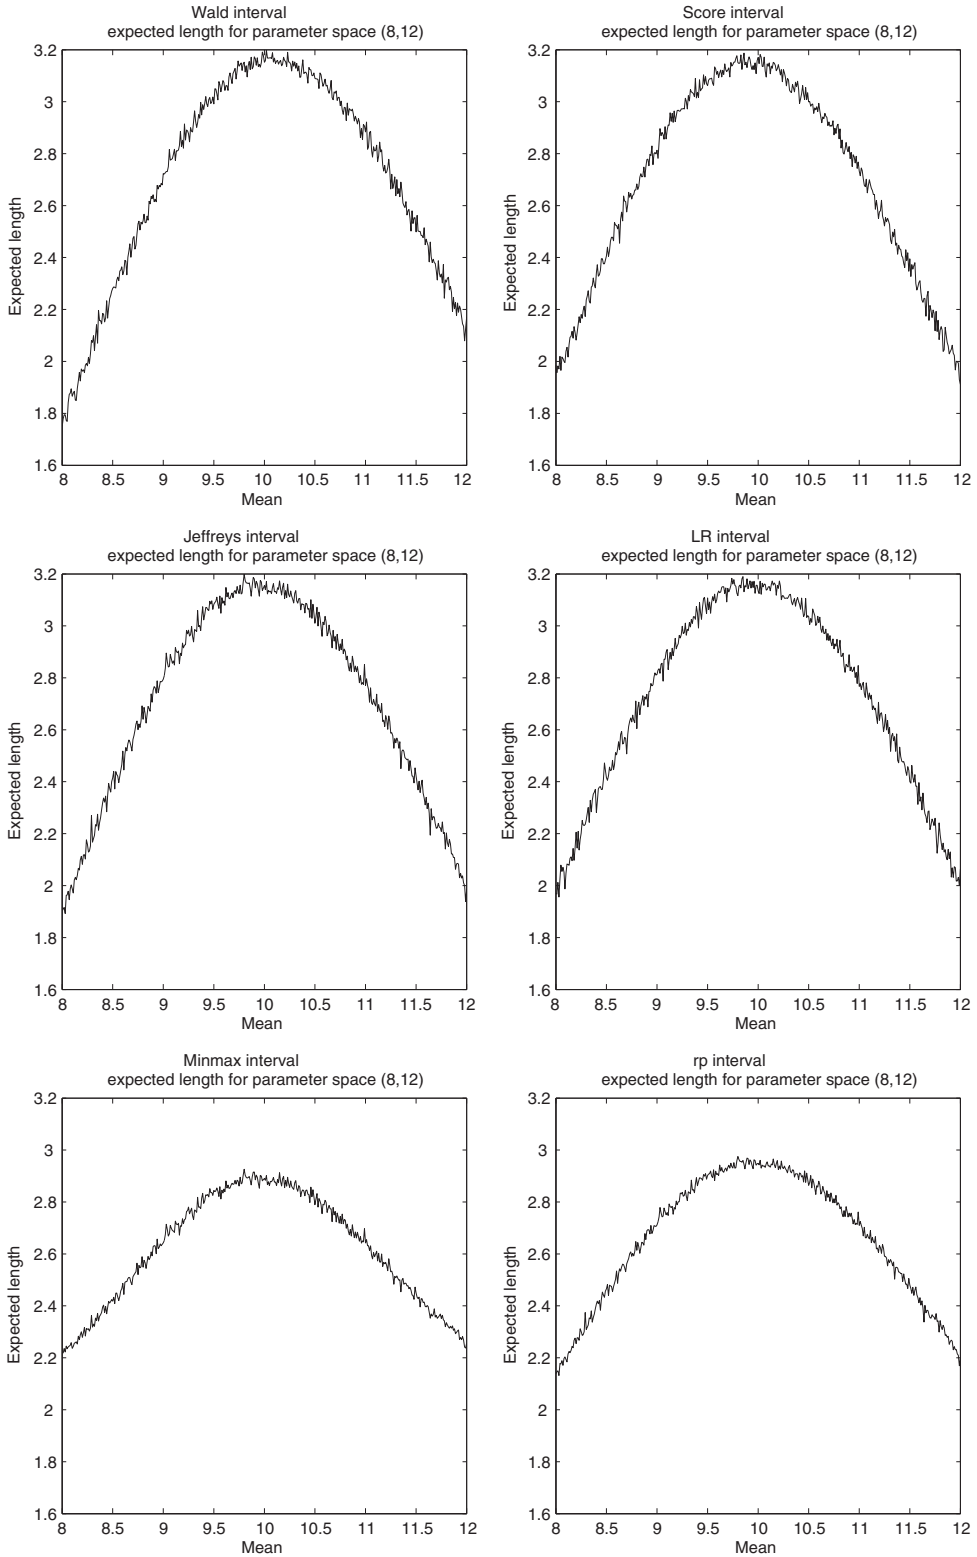 Wald interval
expected length for parameter space (8,12)
3.2
3
2.8
2.6
2.4
2.2
2
1.8
1.6
Expected length
8 8.5 9 9.5 10 10.5 11 11.5 12
Mean
Score interval
expected length for parameter space (8,12)
3.2
3
2.8
2.6
2.4
2.2
2
1.8
1.6
Expected length
8 8.5 9 9.5 10 10.5 11 11.5 12
Mean
Jeffreys interval
expected length for parameter space (8,12)
3.2
3
2.8
2.6
2.4
2.2
2
1.8
1.6
Expected length
8 8.5 9 9.5 10 10.5 11 11.5 12
Mean
LR interval
expected length for parameter space (8,12)
3.2
3
2.8
2.6
2.4
2.2
2
1.8
1.6
Expected length
8 8.5 9 9.5 10 10.5 11 11.5 12
Mean
Minmax interval
expected length for parameter space (8,12)
3.2
3
2.8
2.6
2.4
2.2
2
1.8
1.6
Expected length
8 8.5 9 9.5 10 10.5 11 11.5 12
Mean
rp interval
expected length for parameter space (8,12)
3.2
3
2.8
2.6
2.4
2.2
2
1.8
1.6
Expected length
8 8.5 9 9.5 10 10.5 11 11.5 12
Mean